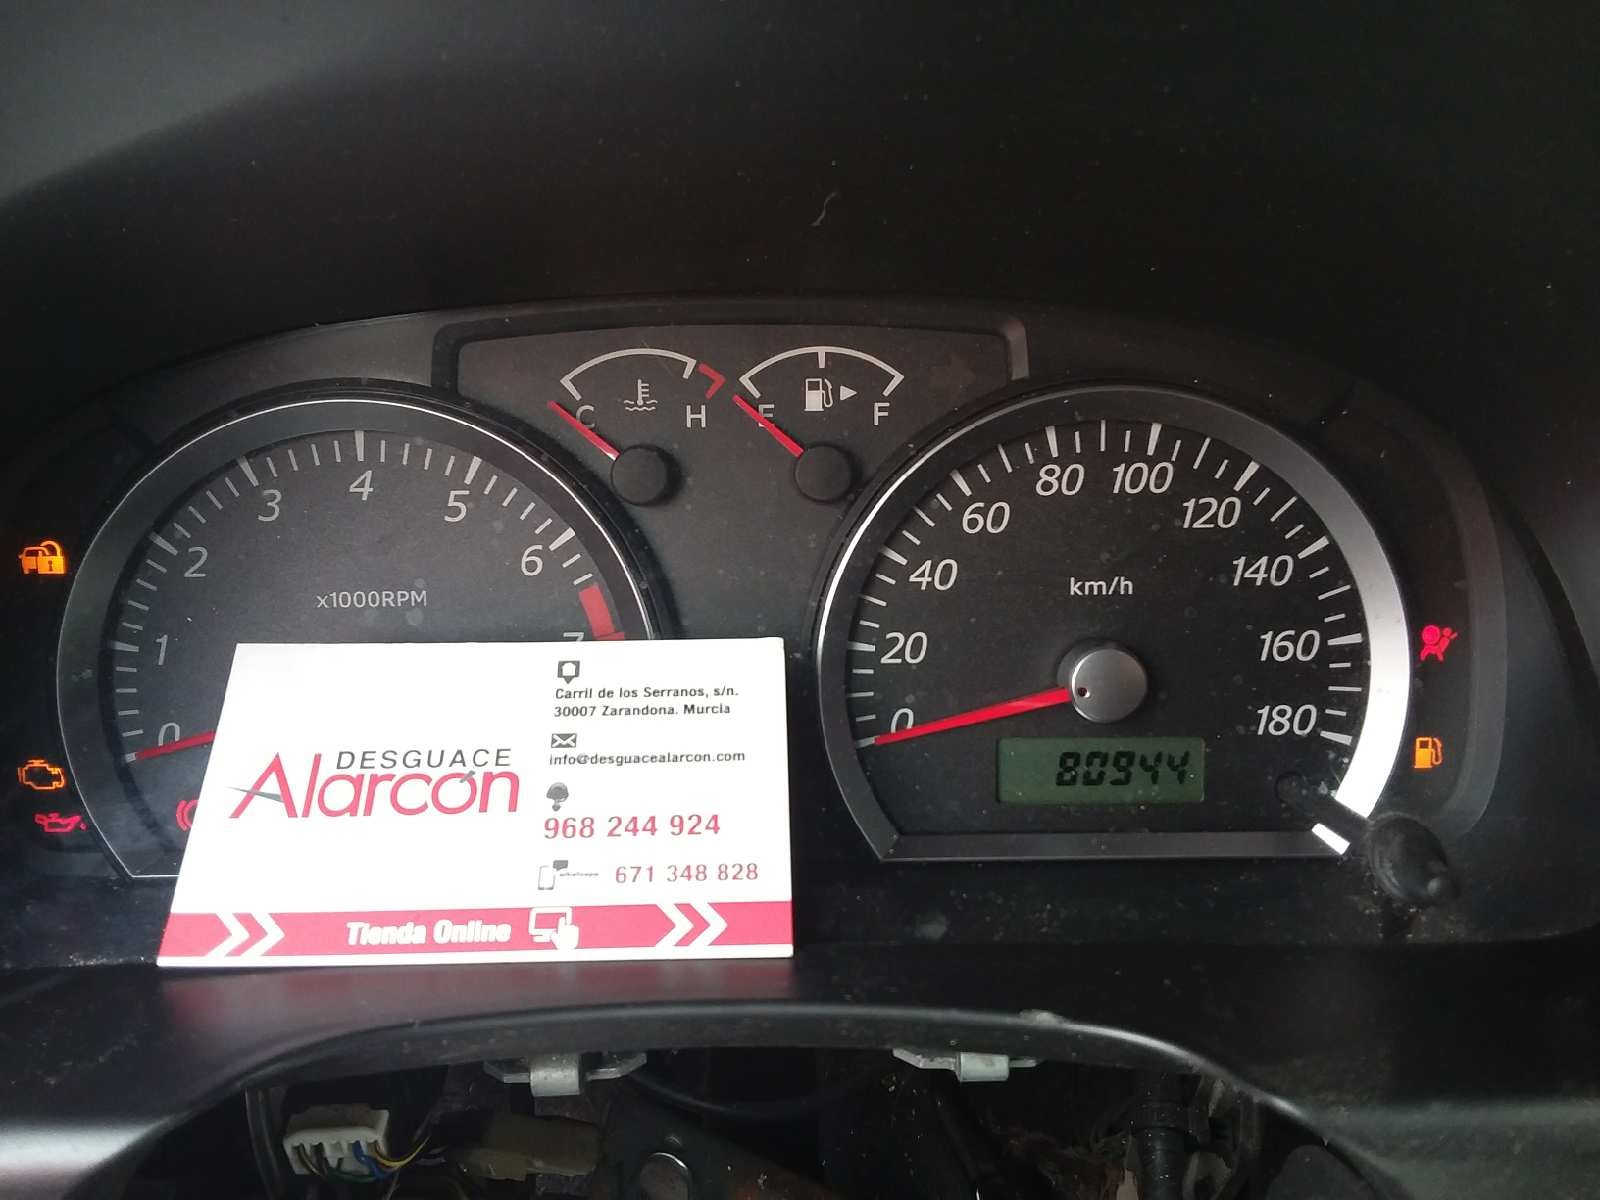 C
H
E
F
1
2
3
4
5
6
7
0
x1000RPM
0
20
40
60
80
100
120
140
160
180
km/h
80944
DESGUACE
Alarcón
Carril de los Serranos, s/n.
30007 Zarandona. Murcia
info@desguacealarcon.com
968 244 924
whatsapp 671 348 828
Tienda Online